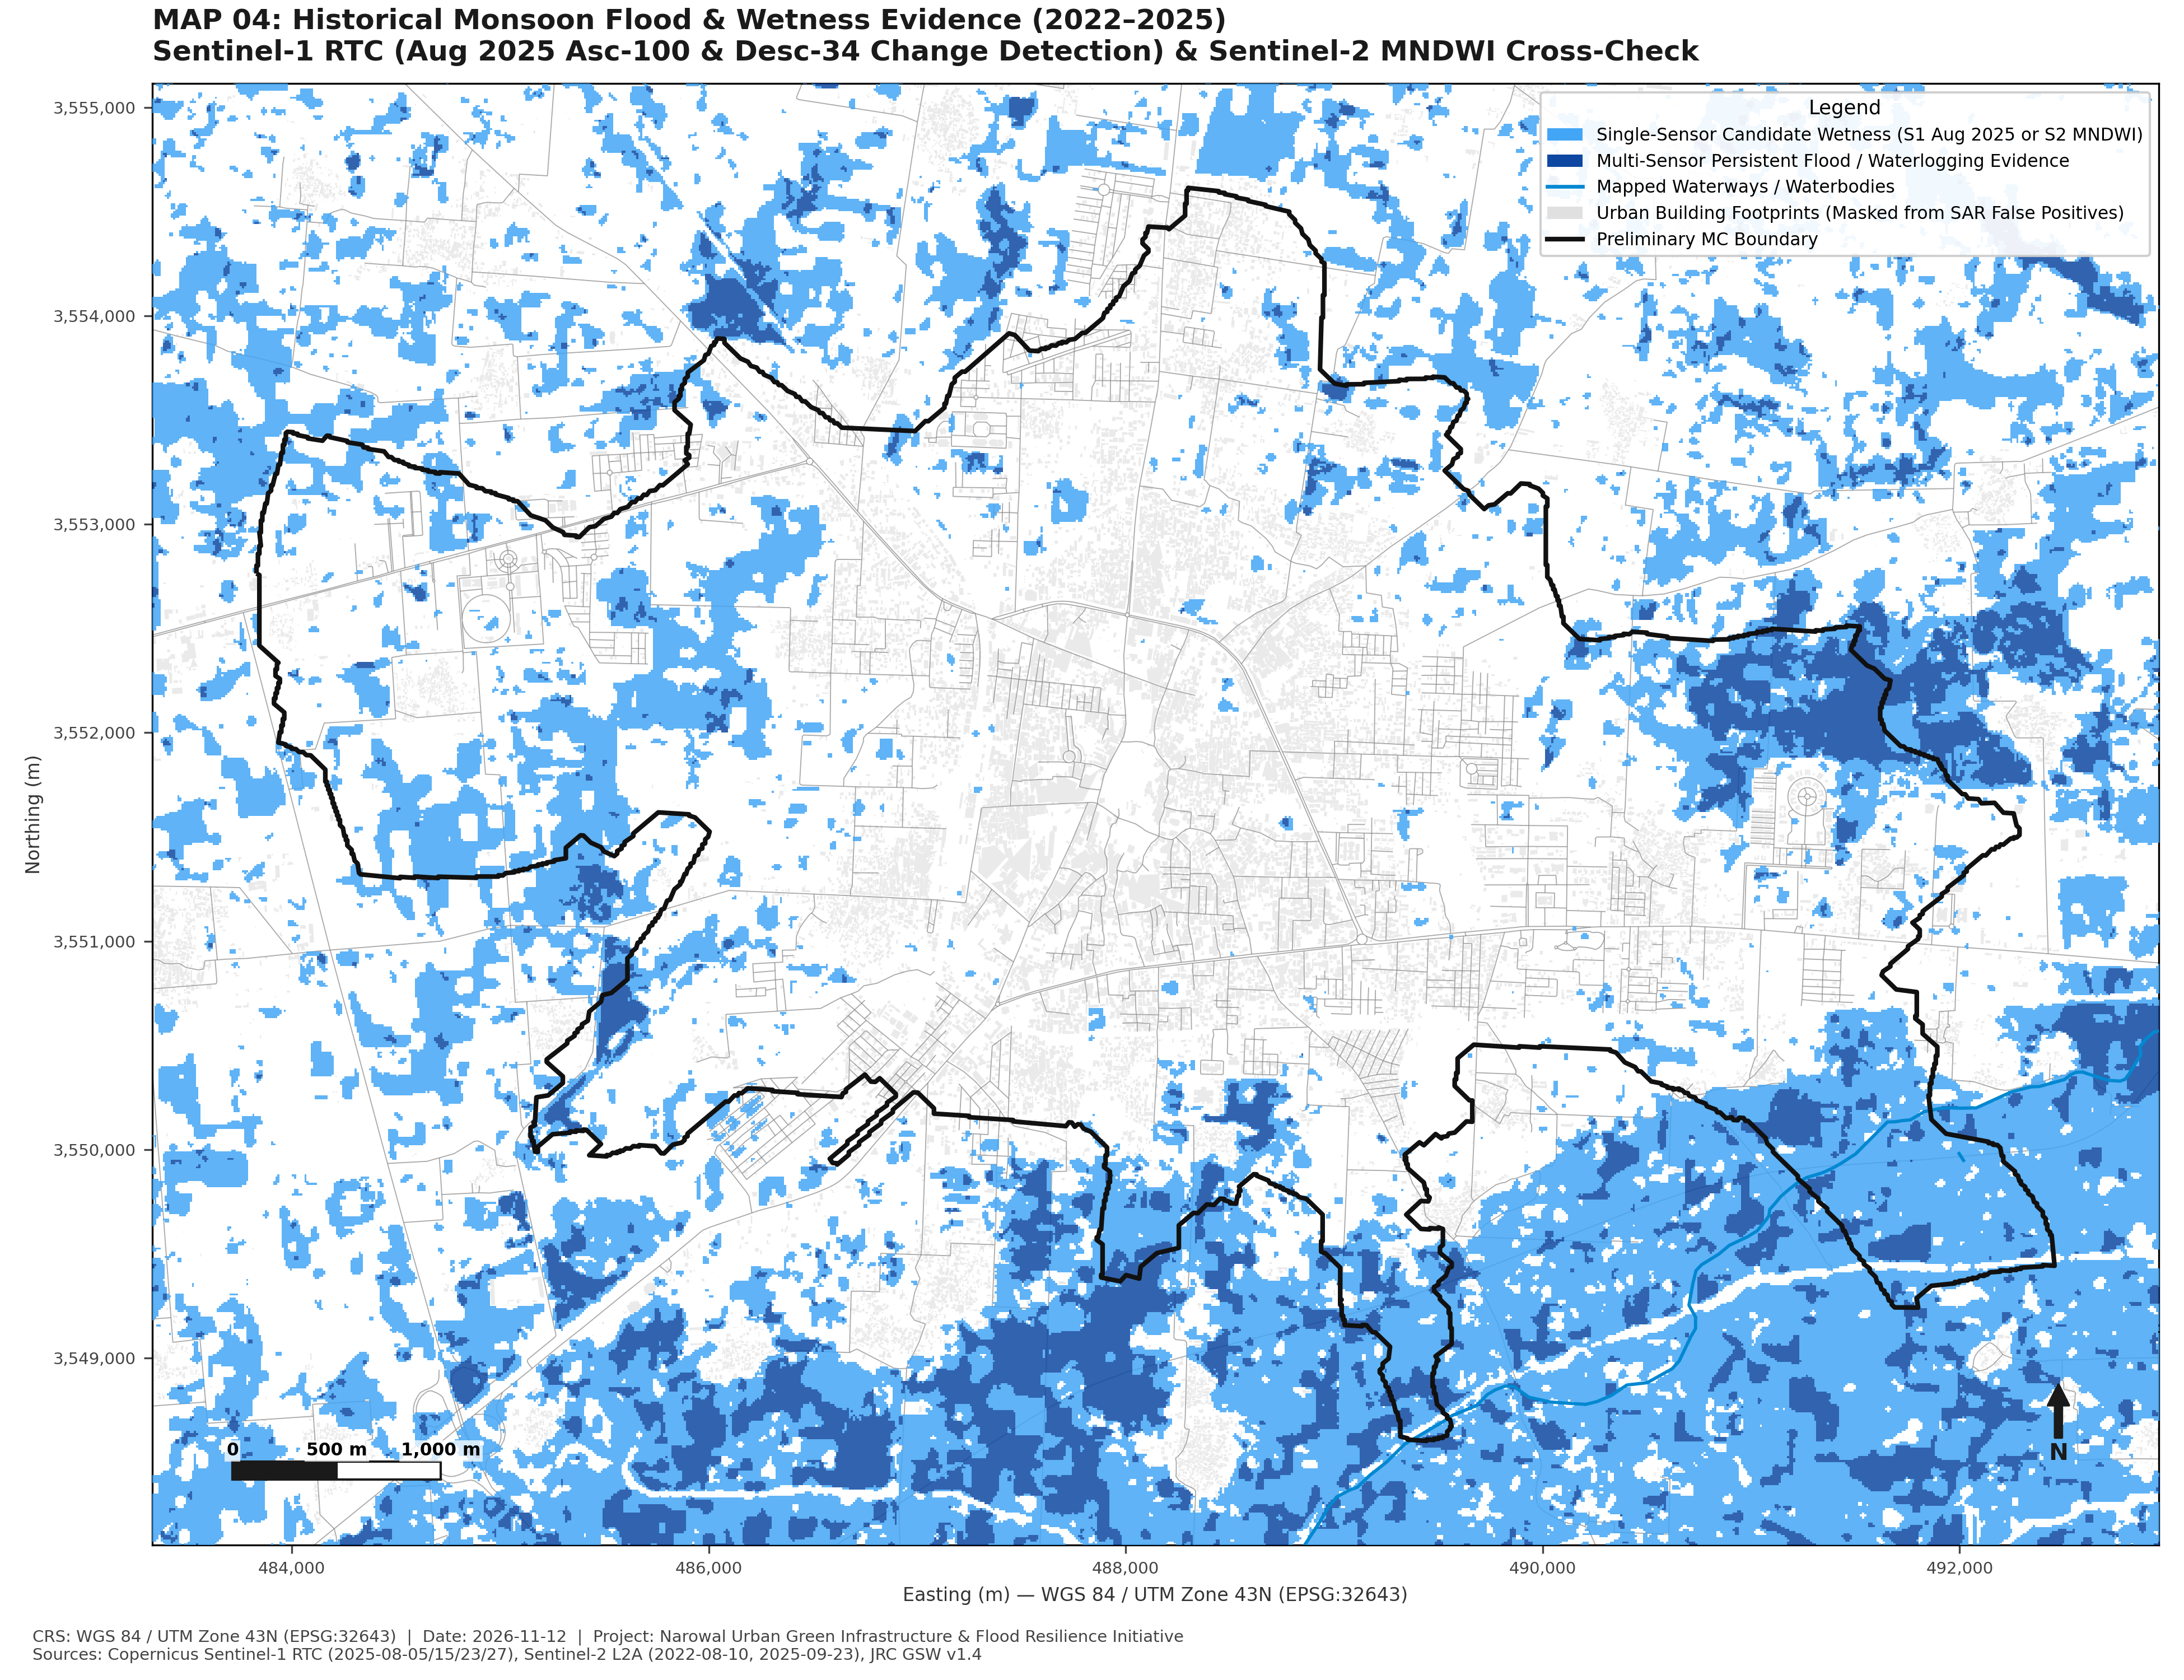 MAP 04: Historical Monsoon Flood & Wetness Evidence (2022–2025)
Sentinel-1 RTC (Aug 2025 Asc-100 & Desc-34 Change Detection) & Sentinel-2 MNDWI Cross-Check
Legend
Single-Sensor Candidate Wetness (S1 Aug 2025 or S2 MNDWI)
Multi-Sensor Persistent Flood / Waterlogging Evidence
Mapped Waterways / Waterbodies
Urban Building Footprints (Masked from SAR False Positives)
Preliminary MC Boundary
3,555,000
3,554,000
3,553,000
3,552,000
3,551,000
3,550,000
3,549,000
Northing (m)
0 500 m 1,000 m
N
484,000 486,000 488,000 490,000 492,000
Easting (m) — WGS 84 / UTM Zone 43N (EPSG:32643)
CRS: WGS 84 / UTM Zone 43N (EPSG:32643) | Date: 2026-11-12 | Project: Narowal Urban Green Infrastructure & Flood Resilience Initiative
Sources: Copernicus Sentinel-1 RTC (2025-08-05/15/23/27), Sentinel-2 L2A (2022-08-10, 2025-09-23), JRC GSW v1.4